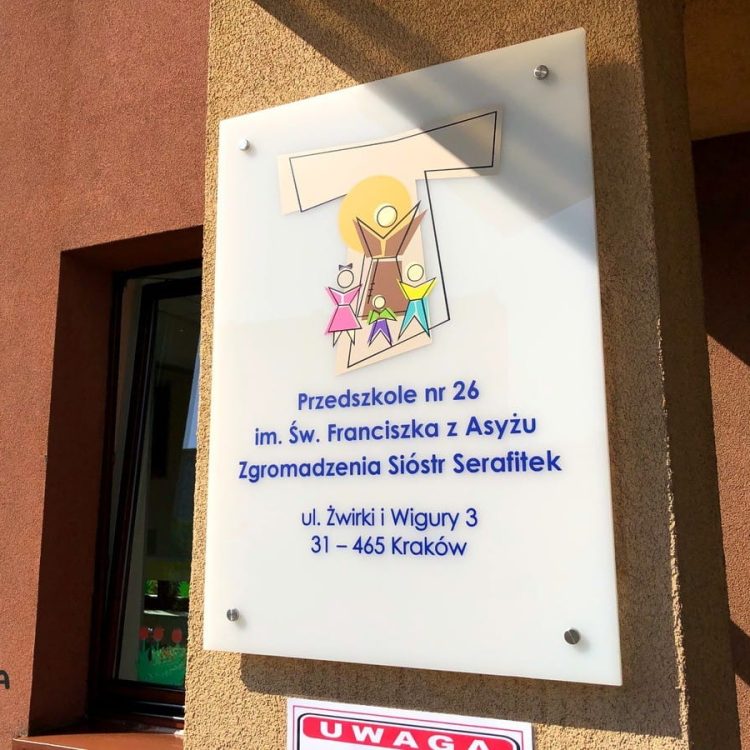 Przedszkole nr 26
im. Św. Franciszka z Asyżu
Zgromadzenia Sióstr Serafitek
ul. Żwirki i Wigury 3
31 – 465 Kraków
A
UWAGA